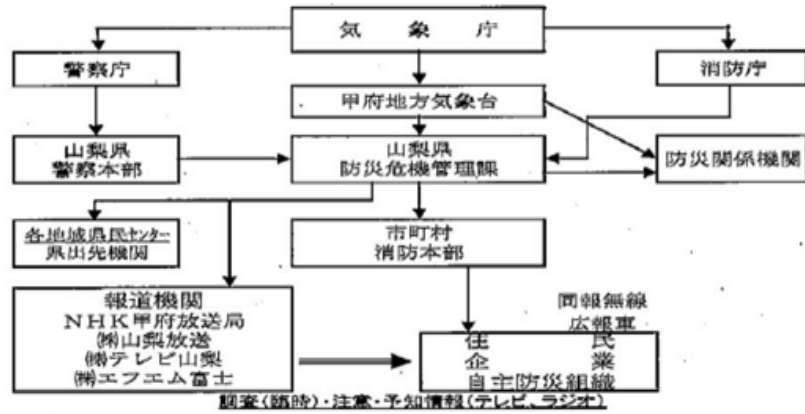 気象庁
警察庁
消防庁
甲府地方気象台
山梨県
警察本部
山梨県
防災危機管理課
防災関係機関
各地域県民センター
県出先機関
市町村
消防本部
報道機関
NHK甲府放送局
㈱山梨放送
㈱テレビ山梨
㈱エフエム富士
同報無線
広報車
住民
企業
自主防災組織
調査(臨時)・注意・予知情報(テレビ、ラジオ)